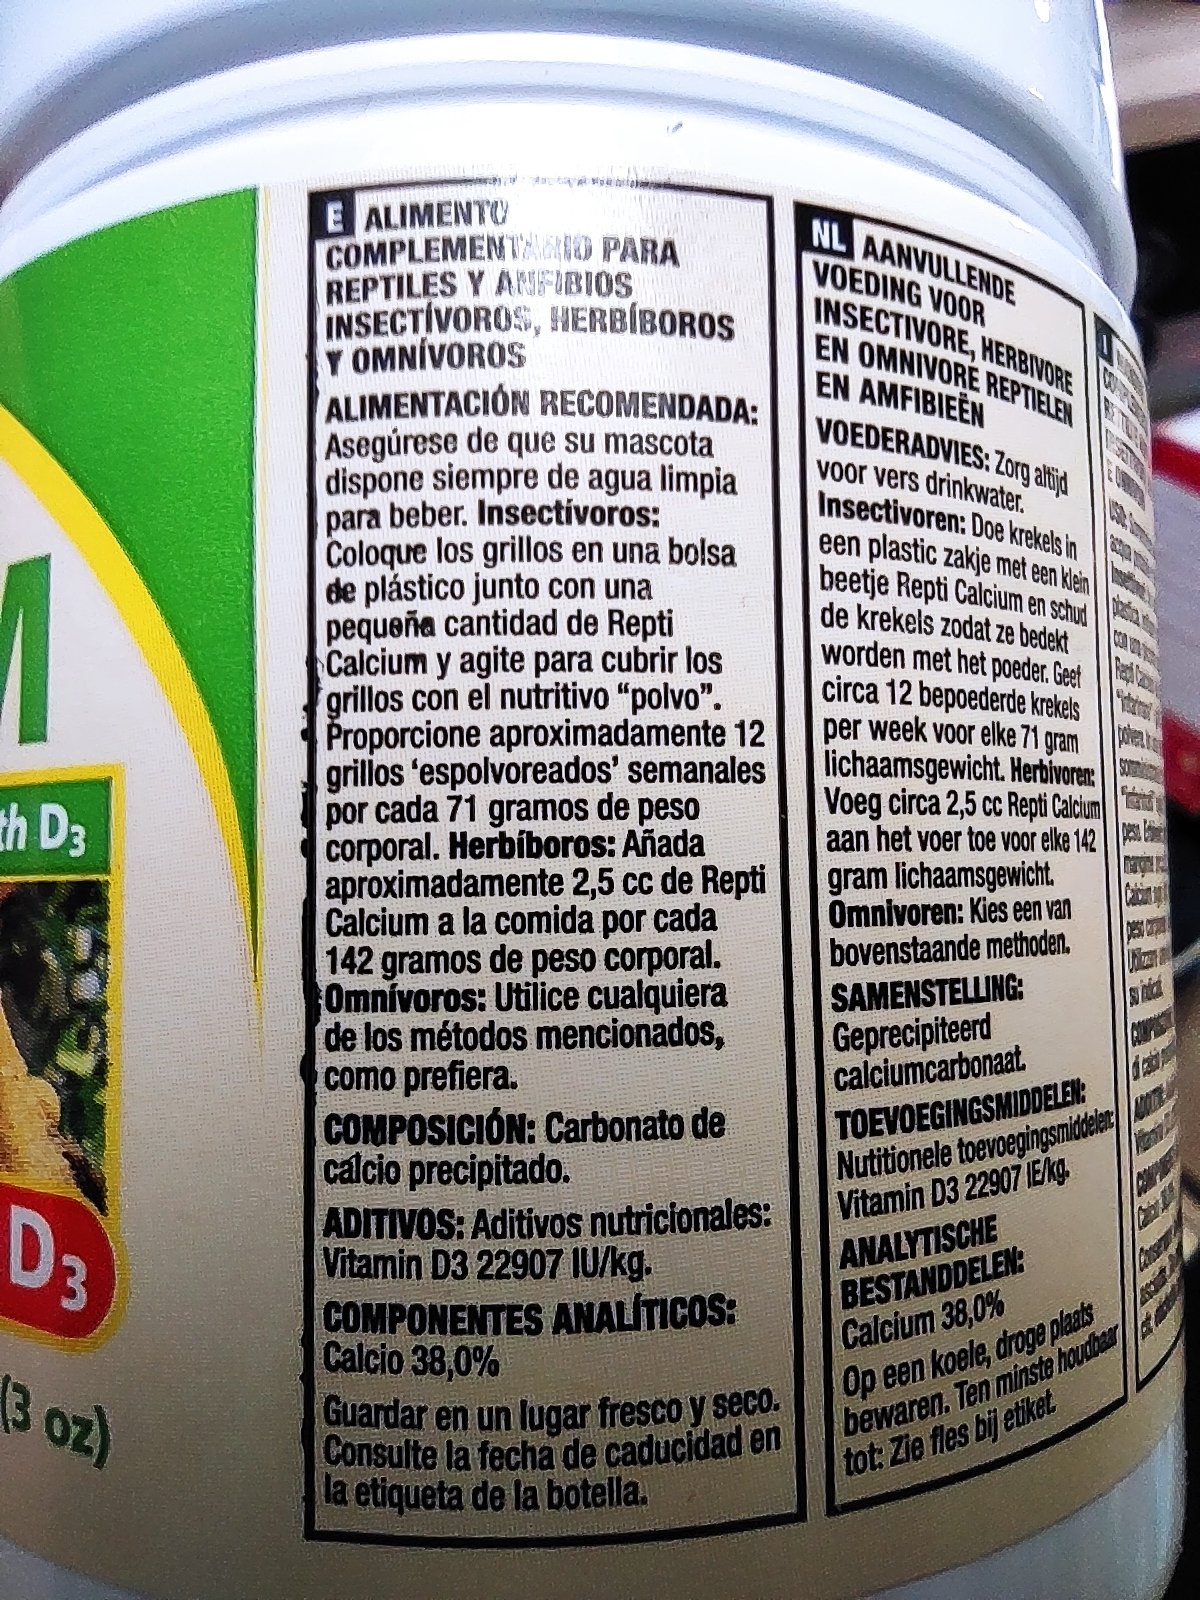 M
th D3
D3
(3 oz)
E ALIMENTO
COMPLEMENTARIO PARA
REPTILES Y ANFIBIOS
INSECTÍVOROS, HERBÍBOROS
Y OMNÍVOROS
ALIMENTACIÓN RECOMENDADA:
Asegúrese de que su mascota
dispone siempre de agua limpia
para beber. Insectívoros:
Coloque los grillos en una bolsa
de plástico junto con una
pequeña cantidad de Repti
Calcium y agite para cubrir los
grillos con el nutritivo “polvo”.
Proporcione aproximadamente 12
grillos ‘espolvoreados’ semanales
por cada 71 gramos de peso
corporal. Herbíboros: Añada
aproximadamente 2,5 cc de Repti
Calcium a la comida por cada
142 gramos de peso corporal.
Omnívoros: Utilice cualquiera
de los métodos mencionados,
como prefiera.
COMPOSICIÓN: Carbonato de
calcio precipitado.
ADITIVOS: Aditivos nutricionales:
Vitamin D3 22907 IU/kg.
COMPONENTES ANALÍTICOS:
Calcio 38,0%
Guardar en un lugar fresco y seco.
Consulte la fecha de caducidad en
la etiqueta de la botella.
NL AANVULLENDE
VOEDING VOOR
INSECTIVORE, HERBIVORE
EN OMNIVORE REPTIELEN
EN AMFIBIEËN
VOEDERADVIES: Zorg altijd
voor vers drinkwater.
Insectivoren: Doe krekels in
een plastic zakje met een klein
beetje Repti Calcium en schud
de krekels zodat ze bedekt
worden met het poeder. Geef
circa 12 bepoederde krekels
per week voor elke 71 gram
lichaamsgewicht. Herbivoren:
Voeg circa 2,5 cc Repti Calcium
aan het voer toe voor elke 142
gram lichaamsgewicht.
Omnivoren: Kies een van
bovenstaande methoden.
SAMENSTELLING:
Geprecipiteerd
calciumcarbonaat.
TOEVOEGINGSMIDDELEN:
Nutitionele toevoegingsmiddelen:
Vitamin D3 22907 IE/kg.
ANALYTISCHE
BESTANDDELEN:
Calcium 38,0%
Op een koele, droge plaats
bewaren. Ten minste houdbaar
tot: Zie fles bij etiket.